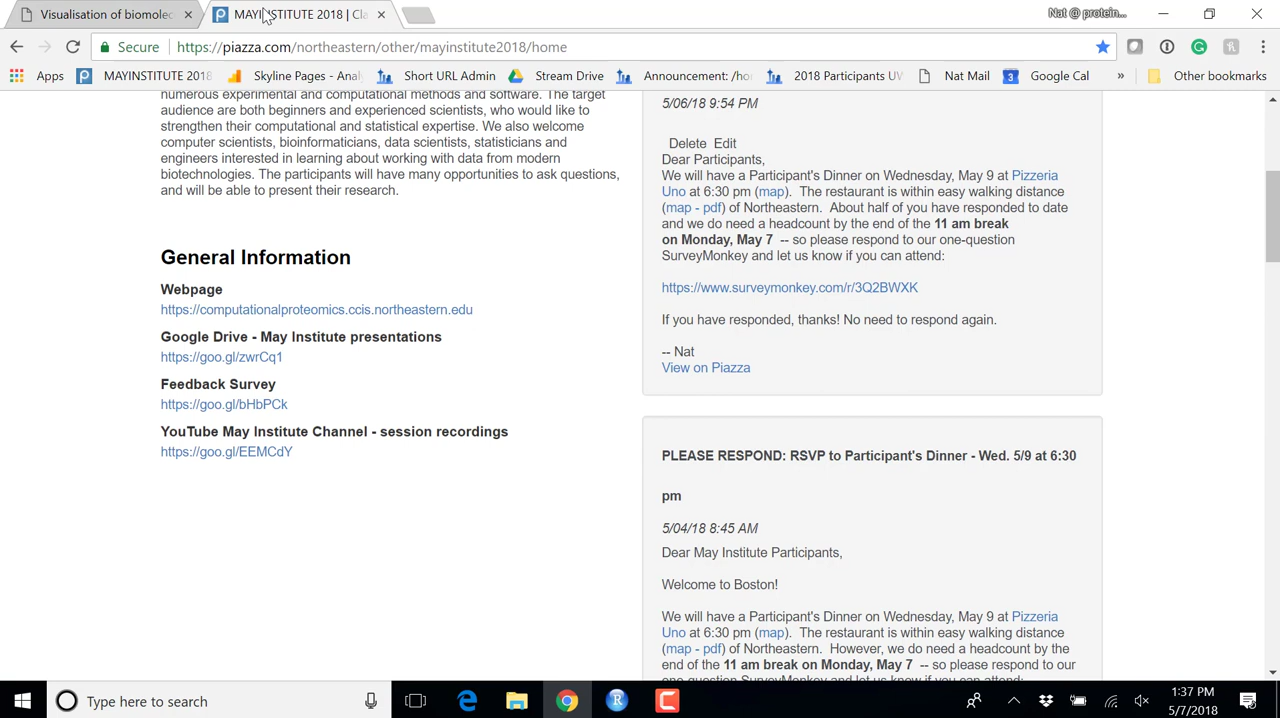 Visualisation of biomolec
MAYINSTITUTE 2018 | Cla
Nat @ protein...
Secure
https://piazza.com/northeastern/other/mayinstitute2018/home
Apps
MAYINSTITUTE 2018
Skyline Pages - Anal
Short URL Admin
Stream Drive
Announcement: /hom
2018 Participants UV
Nat Mail
3
Google Cal
»
Other bookmarks
numerous experimental and computational methods and software. The target
audience are both beginners and experienced scientists, who would like to
strengthen their computational and statistical expertise. We also welcome
computer scientists, bioinformaticians, data scientists, statisticians and
engineers interested in learning about working with data from modern
biotechnologies. The participants will have many opportunities to ask questions,
and will be able to present their research.
General Information
Webpage
https://computationalproteomics.ccis.northeastern.edu
Google Drive - May Institute presentations
https://goo.gl/zwrCq1
Feedback Survey
https://goo.gl/bHbPCk
YouTube May Institute Channel - session recordings
https://goo.gl/EEMCdY
5/06/18 9:54 PM
Delete Edit
Dear Participants,
We will have a Participant's Dinner on Wednesday, May 9 at Pizzeria
Uno at 6:30 pm (map). The restaurant is within easy walking distance
(map - pdf) of Northeastern. About half of you have responded to date
and we do need a headcount by the end of the 11 am break
on Monday, May 7 -- so please respond to our one-question
SurveyMonkey and let us know if you can attend:
https://www.surveymonkey.com/r/3Q2BWXK
If you have responded, thanks! No need to respond again.
-- Nat
View on Piazza
PLEASE RESPOND: RSVP to Participant's Dinner - Wed. 5/9 at 6:30
pm
5/04/18 8:45 AM
Dear May Institute Participants,
Welcome to Boston!
We will have a Participant's Dinner on Wednesday, May 9 at Pizzeria
Uno at 6:30 pm (map). The restaurant is within easy walking distance
(map - pdf) of Northeastern. However, we do need a headcount by the
end of the 11 am break on Monday, May 7 -- so please respond to our
one-question SurveyMonkey and let us know if you can attend:
Type here to search
1:37 PM
5/7/2018